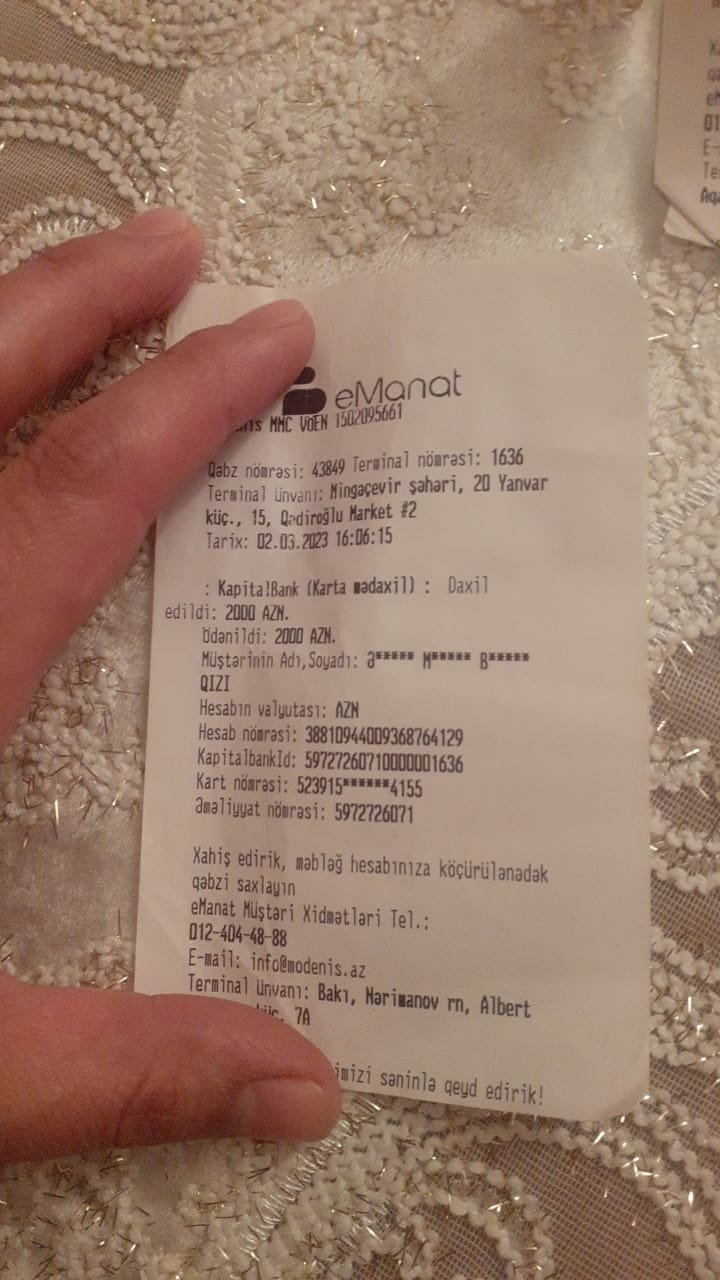 eManat
MMC VÖEN 1502095661
Qəbz nömrəsi: 43849 Terminal nömrəsi: 1636
Terminal ünvanı: Mingəçevir şəhəri, 20 Yanvar
küç., 15, Qədiroğlu Market #2
Tarix: 02.03.2023 16:06:15
: KapitalBank (Karta mədaxil) : Daxil
edildi: 2000 AZN.
Ödənildi: 2000 AZN.
Müştərinin Adı,Soyadı: Ə***** M***** B*****
QIZI
Hesabın valyutası: AZN
Hesab nömrəsi: 38810944009368764129
KapitalbankId: 59727260710000001636
Kart nömrəsi: 523915******4155
Əməliyyat nömrəsi: 5972726071
Xahiş edirik, məbləğ hesabınıza köçürülənədək
qəbzi saxlayın
eManat Müştəri Xidmətləri Tel.:
012-404-48-88
E-mail: info@modenis.az
Terminal ünvanı: Bakı, Nərimanov rn, Albert
küç. 7A
səninlə qeyd edirik!